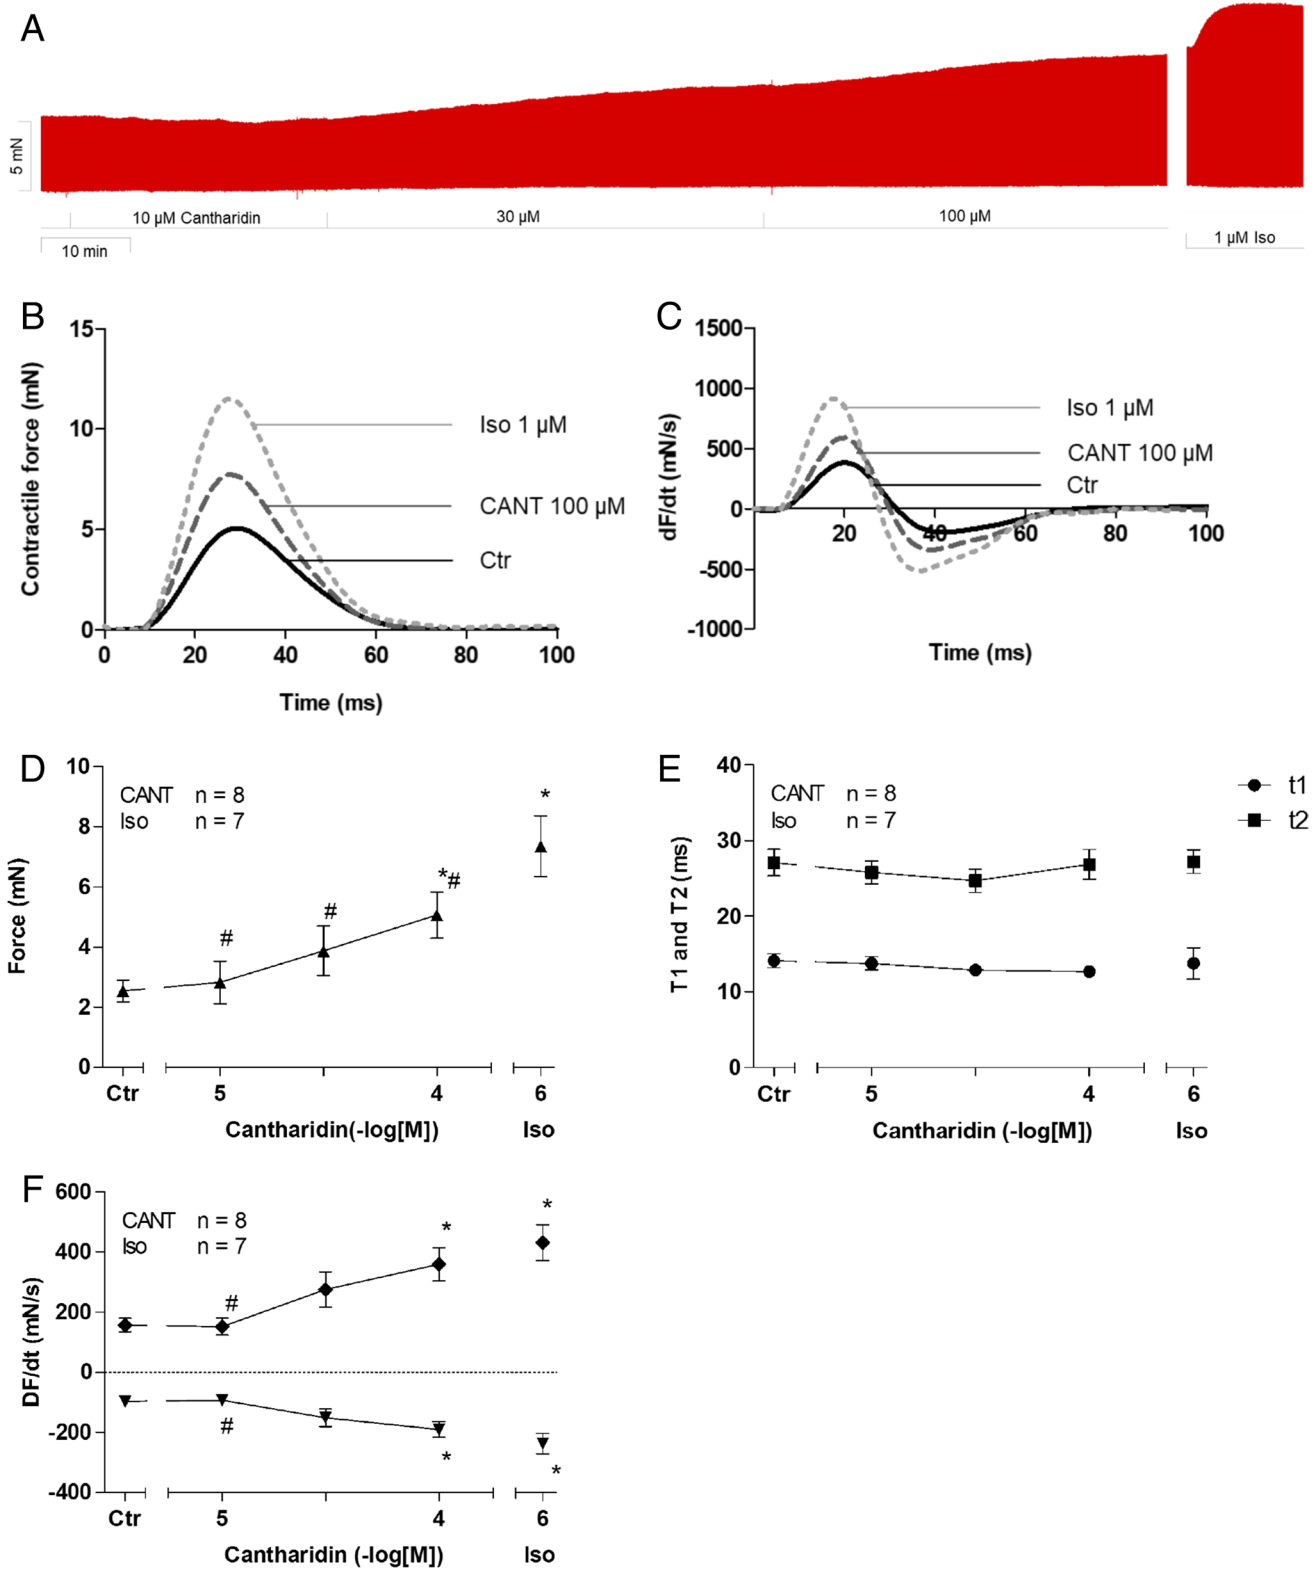 A
5 mN
10 µM Cantharidin
30 µM
100 µM
10 min
1 µM Iso
B
15
10
5
0
Contractile force (mN)
Iso 1 µM
CANT 100 µM
Ctr
0 20 40 60 80 100
Time (ms)
C
1500
1000
500
0
-500
-1000
dF/dt (mN/s)
Iso 1 µM
CANT 100 µM
Ctr
20 40 60 80 100
Time (ms)
D
10
8
6
4
2
0
Force (mN)
CANT n = 8
Iso n = 7
#
#
*#
*
Ctr 5 4 6
Cantharidin(-log[M]) Iso
E
40
30
20
10
0
T1 and T2 (ms)
CANT n = 8
Iso n = 7
t1
t2
Ctr 5 4 6
Cantharidin (-log[M]) Iso
F
600
400
200
0
-200
-400
DF/dt (mN/s)
CANT n = 8
Iso n = 7
#
*
*
#
*
*
Ctr 5 4 6
Cantharidin (-log[M]) Iso